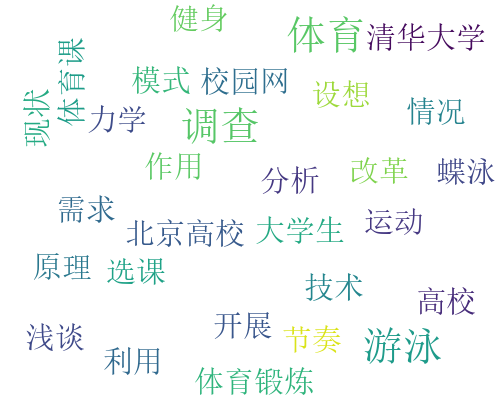 健身
体育
清华大学
体育课
模式
校园网
设想
现状
力学
调查
情况
作用
分析
改革
蝶泳
需求
北京高校
大学生
运动
原理
选课
技术
高校
浅谈
开展
节奏
游泳
利用
体育锻炼